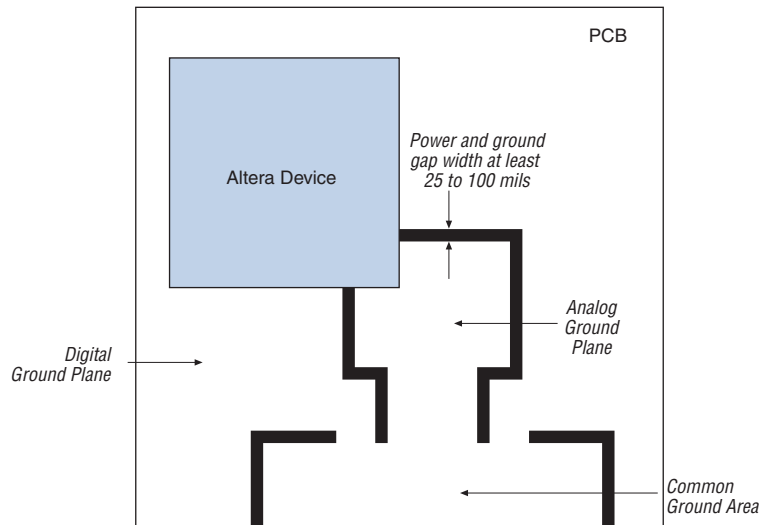 PCB
Power and ground
gap width at least
25 to 100 mils
Altera Device
Analog
Ground
Plane
Digital
Ground Plane
Common
Ground Area